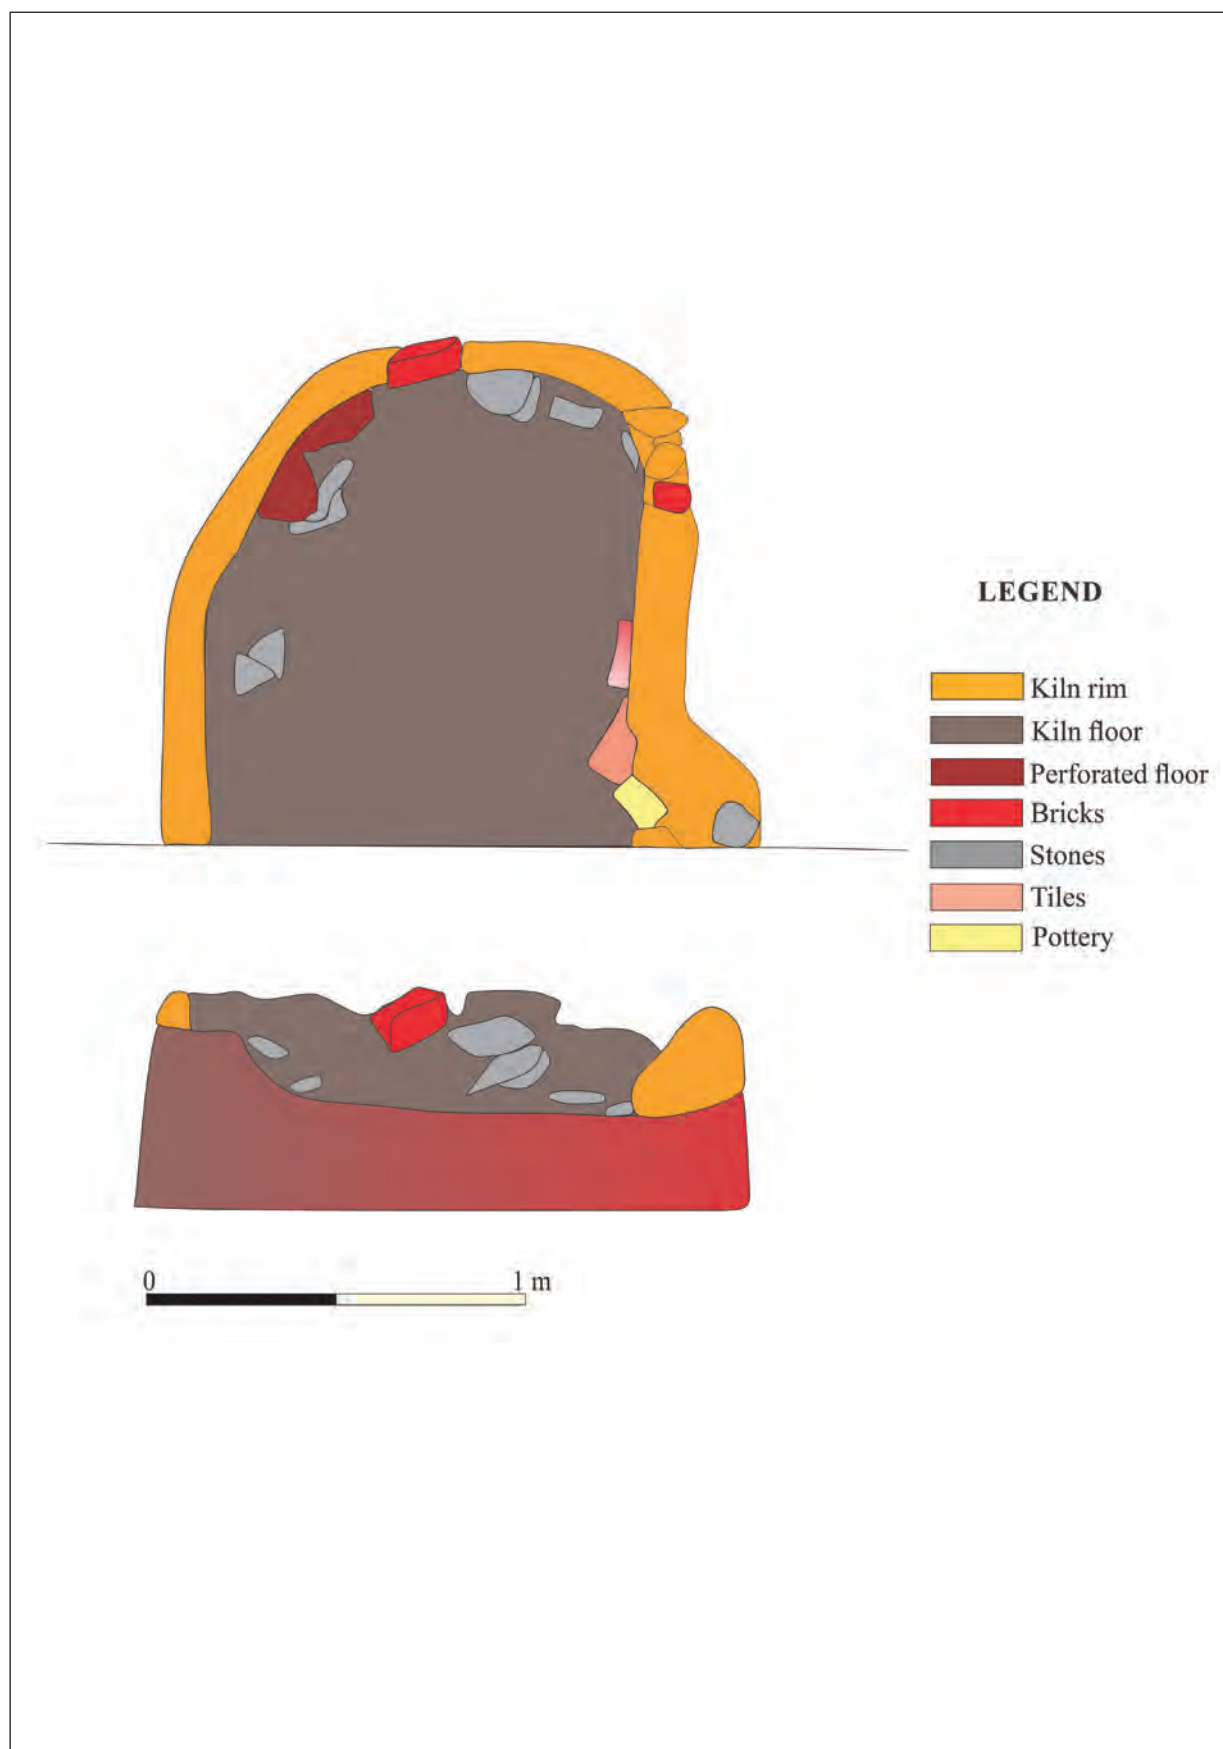 LEGEND
Kiln rim
Kiln floor
Perforated floor
Bricks
Stones
Tiles
Pottery
0 1 m